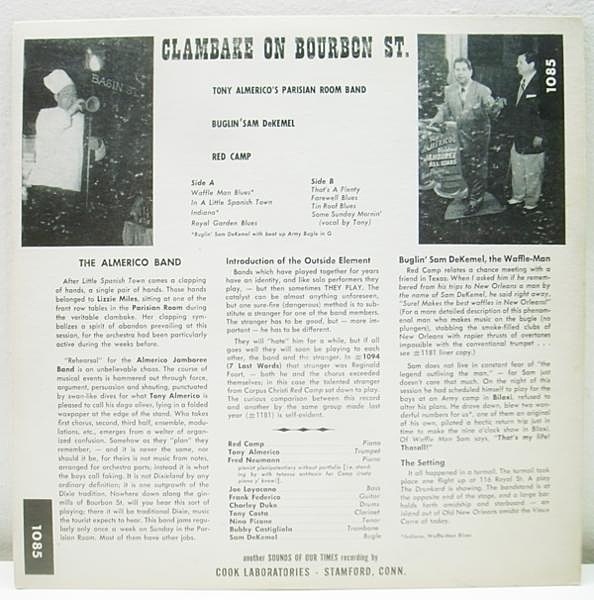 CLAMBAKE ON BOURBON ST.
BASIN ST.
1085
TONY ALMERICO'S PARISIAN ROOM BAND
BUGLIN' SAM DeKEMEL
RED CAMP
Side A
Waffle Man Blues*
In A Little Spanish Town
Indiana*
Royal Garden Blues
Side B
That's A Plenty
Farewell Blues
Tin Roof Blues
Some Sunday Mornin'
(vocal by Tony)
*Buglin' Sam DeKemel with beat up Army Bugle in G
THE ALMERICO BAND
After Little Spanish Town comes a clapping
of hands, a single pair of hands. Those hands
belonged to Lizzie Miles, sitting at one of the
front row tables in the Parisian Room during
the veritable clambake. Her clapping sym-
bolizes a spirit of abandon prevailing at this
session, for the orchestra had been particularly
active during the weeks before.
"Rehearsal" for the Almerico Jamboree
Band is an unbelievable chaos. The course of
musical events is hammered out through force,
argument, persuasion and shouting, punctuated
by swan-like dives for what Tony Almerico is
pleased to call his dago olives, lying in a folded
waxpaper at the edge of the stand. Who takes
first chorus, second, third half, ensemble, modu-
lations, etc., emerges from a welter of organ-
ized confusion. Somehow as they "plan" they
remember, — and it is never the same, nor
should it be, for theirs is not music from notes,
arranged for orchestra parts; instead it is what
the boys call faking. It is not Dixieland by any
ordinary definition; it is one outgrowth of the
Dixie tradition. Nowhere down along the gin-
mills of Bourbon St. will you hear this sort of
playing; there it will be traditional Dixie, music
the tourist expects to hear. This band jams regu-
larly only once a week on Sunday in the Par-
isian Room. Most of them have other jobs.
1085
Introduction of the Outside Element
Bands which have played together for years
have an identity, and like solo performers they
play, — but then sometimes THEY PLAY. The
catalyst can be almost anything unforeseen,
but one sure-fire (dangerous) method is to sub-
stitute a stranger for one of the band members.
The stranger has to be good, but — more im-
portant — he has to be different.
They will "hate" him for a while, but if all
goes well they will soon be playing to each
other, the band and the stranger. In #1094
(7 Last Words) that stranger was Reginald
Foort, — both he and the chorus exceeded
themselves; in this case the talented stranger
from Corpus Christi Red Camp set down to play.
The curious comparison between this record
and another by the same group made last
year (#1181) is self-evident.
Red Camp Piano
Tony Almerico Trumpet
Fred Neumann Piano
Joe Loyacano Bass
Frank Federico Guitar
Charley Duke Drums
Tony Costa Clarinet
Nino Picone Tenor
Bubby Castigliola Trombone
Sam DeKemel Bugle
another SOUNDS OF OUR TIMES recording by
COOK LABORATORIES - STAMFORD, CONN.
Buglin' Sam DeKemel, the Waffle-Man
Red Camp relates a chance meeting with a
friend in Texas: When I asked him if he remem-
bered from his trips to New Orleans a man by
the name of Sam DeKemel, he said right away,
"Sure! Makes the best waffles in New Orleans!"
(For a more detailed description of this phenom-
enal man who makes music on the bugle (no
plungers), stabbing the smoke-filled clubs of
New Orleans with rapier thrusts of overtones
impossible with the conventional trumpet . . .
see #1181 liner copy.)
Sam does not live in constant fear of "the
legend outliving the man," — for Sam just
doesn't care that much. On the night of this
session he had scheduled himself to play for the
boys at an Army camp in Biloxi, refused to
alter his plans. He drove down, blew two won-
derful numbers for us*, one of them an original
of his own, piloted a hectic return trip just in
time to make the nine o'clock show in Biloxi.
Of Waffle Man Sam says, "That's my life!
Thassit!"
The Setting
It all happened in a turmoil. The turmoil took
place one flight up at 116 Royal St. A play
The Drunkard is showing. The bandstand is at
the opposite end of the stage, and a large bar
holds forth amidship and starboard — an
island out of Old New Orleans amidst the Vieux
Carre of today.
*Indiana, Waffle-Man Blues